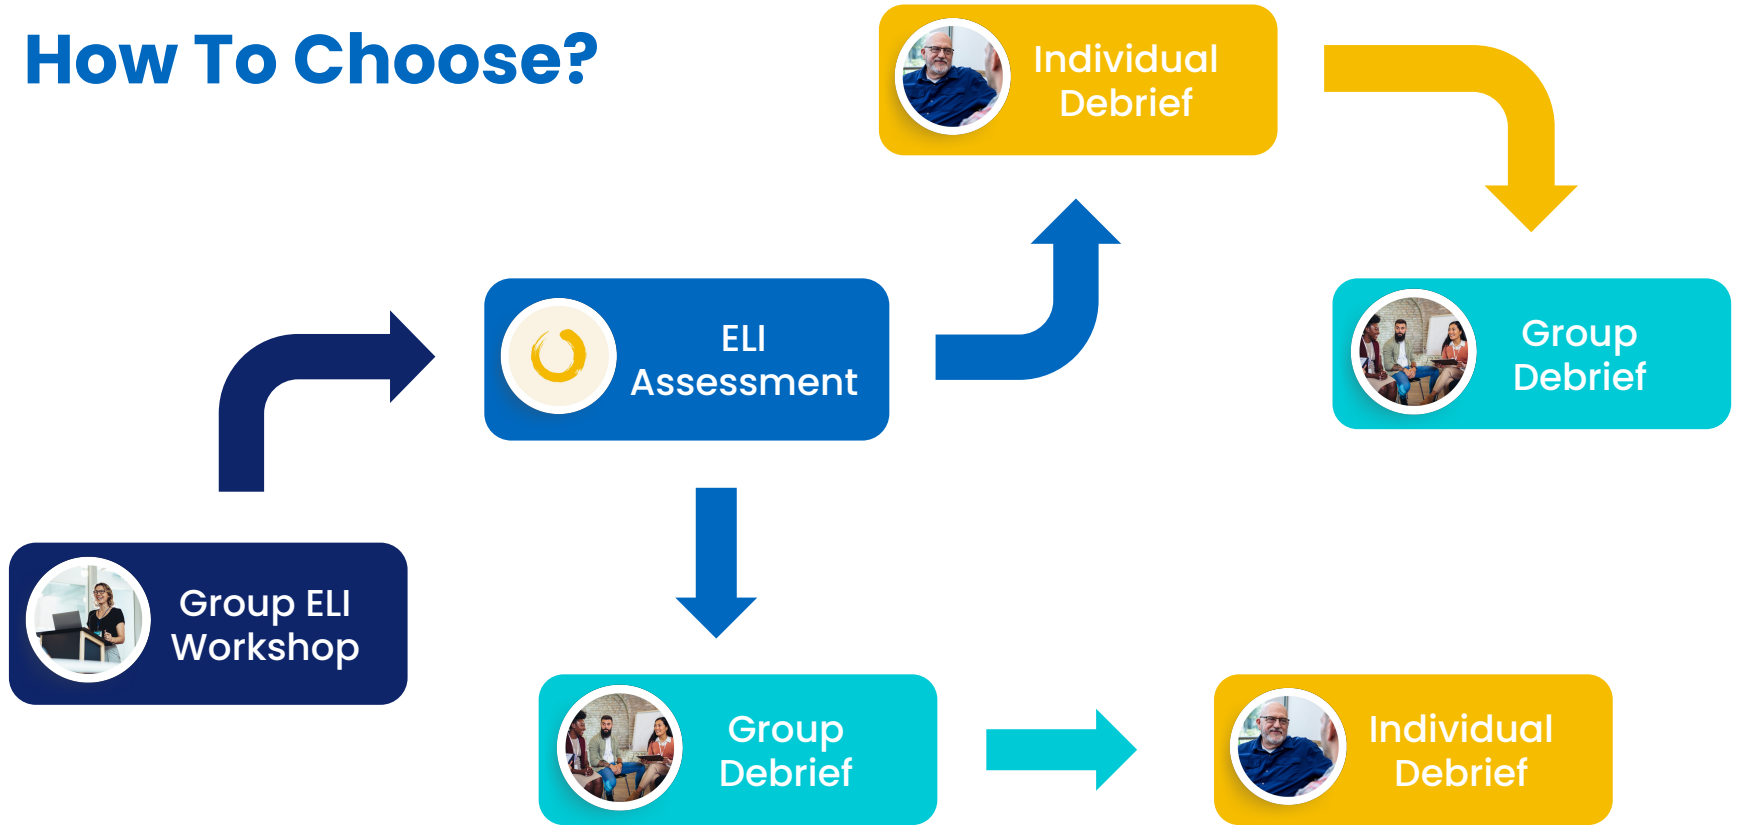 How To Choose?
Individual
Debrief
ELI
Assessment
Group
Debrief
Group ELI
Workshop
Group
Debrief
Individual
Debrief